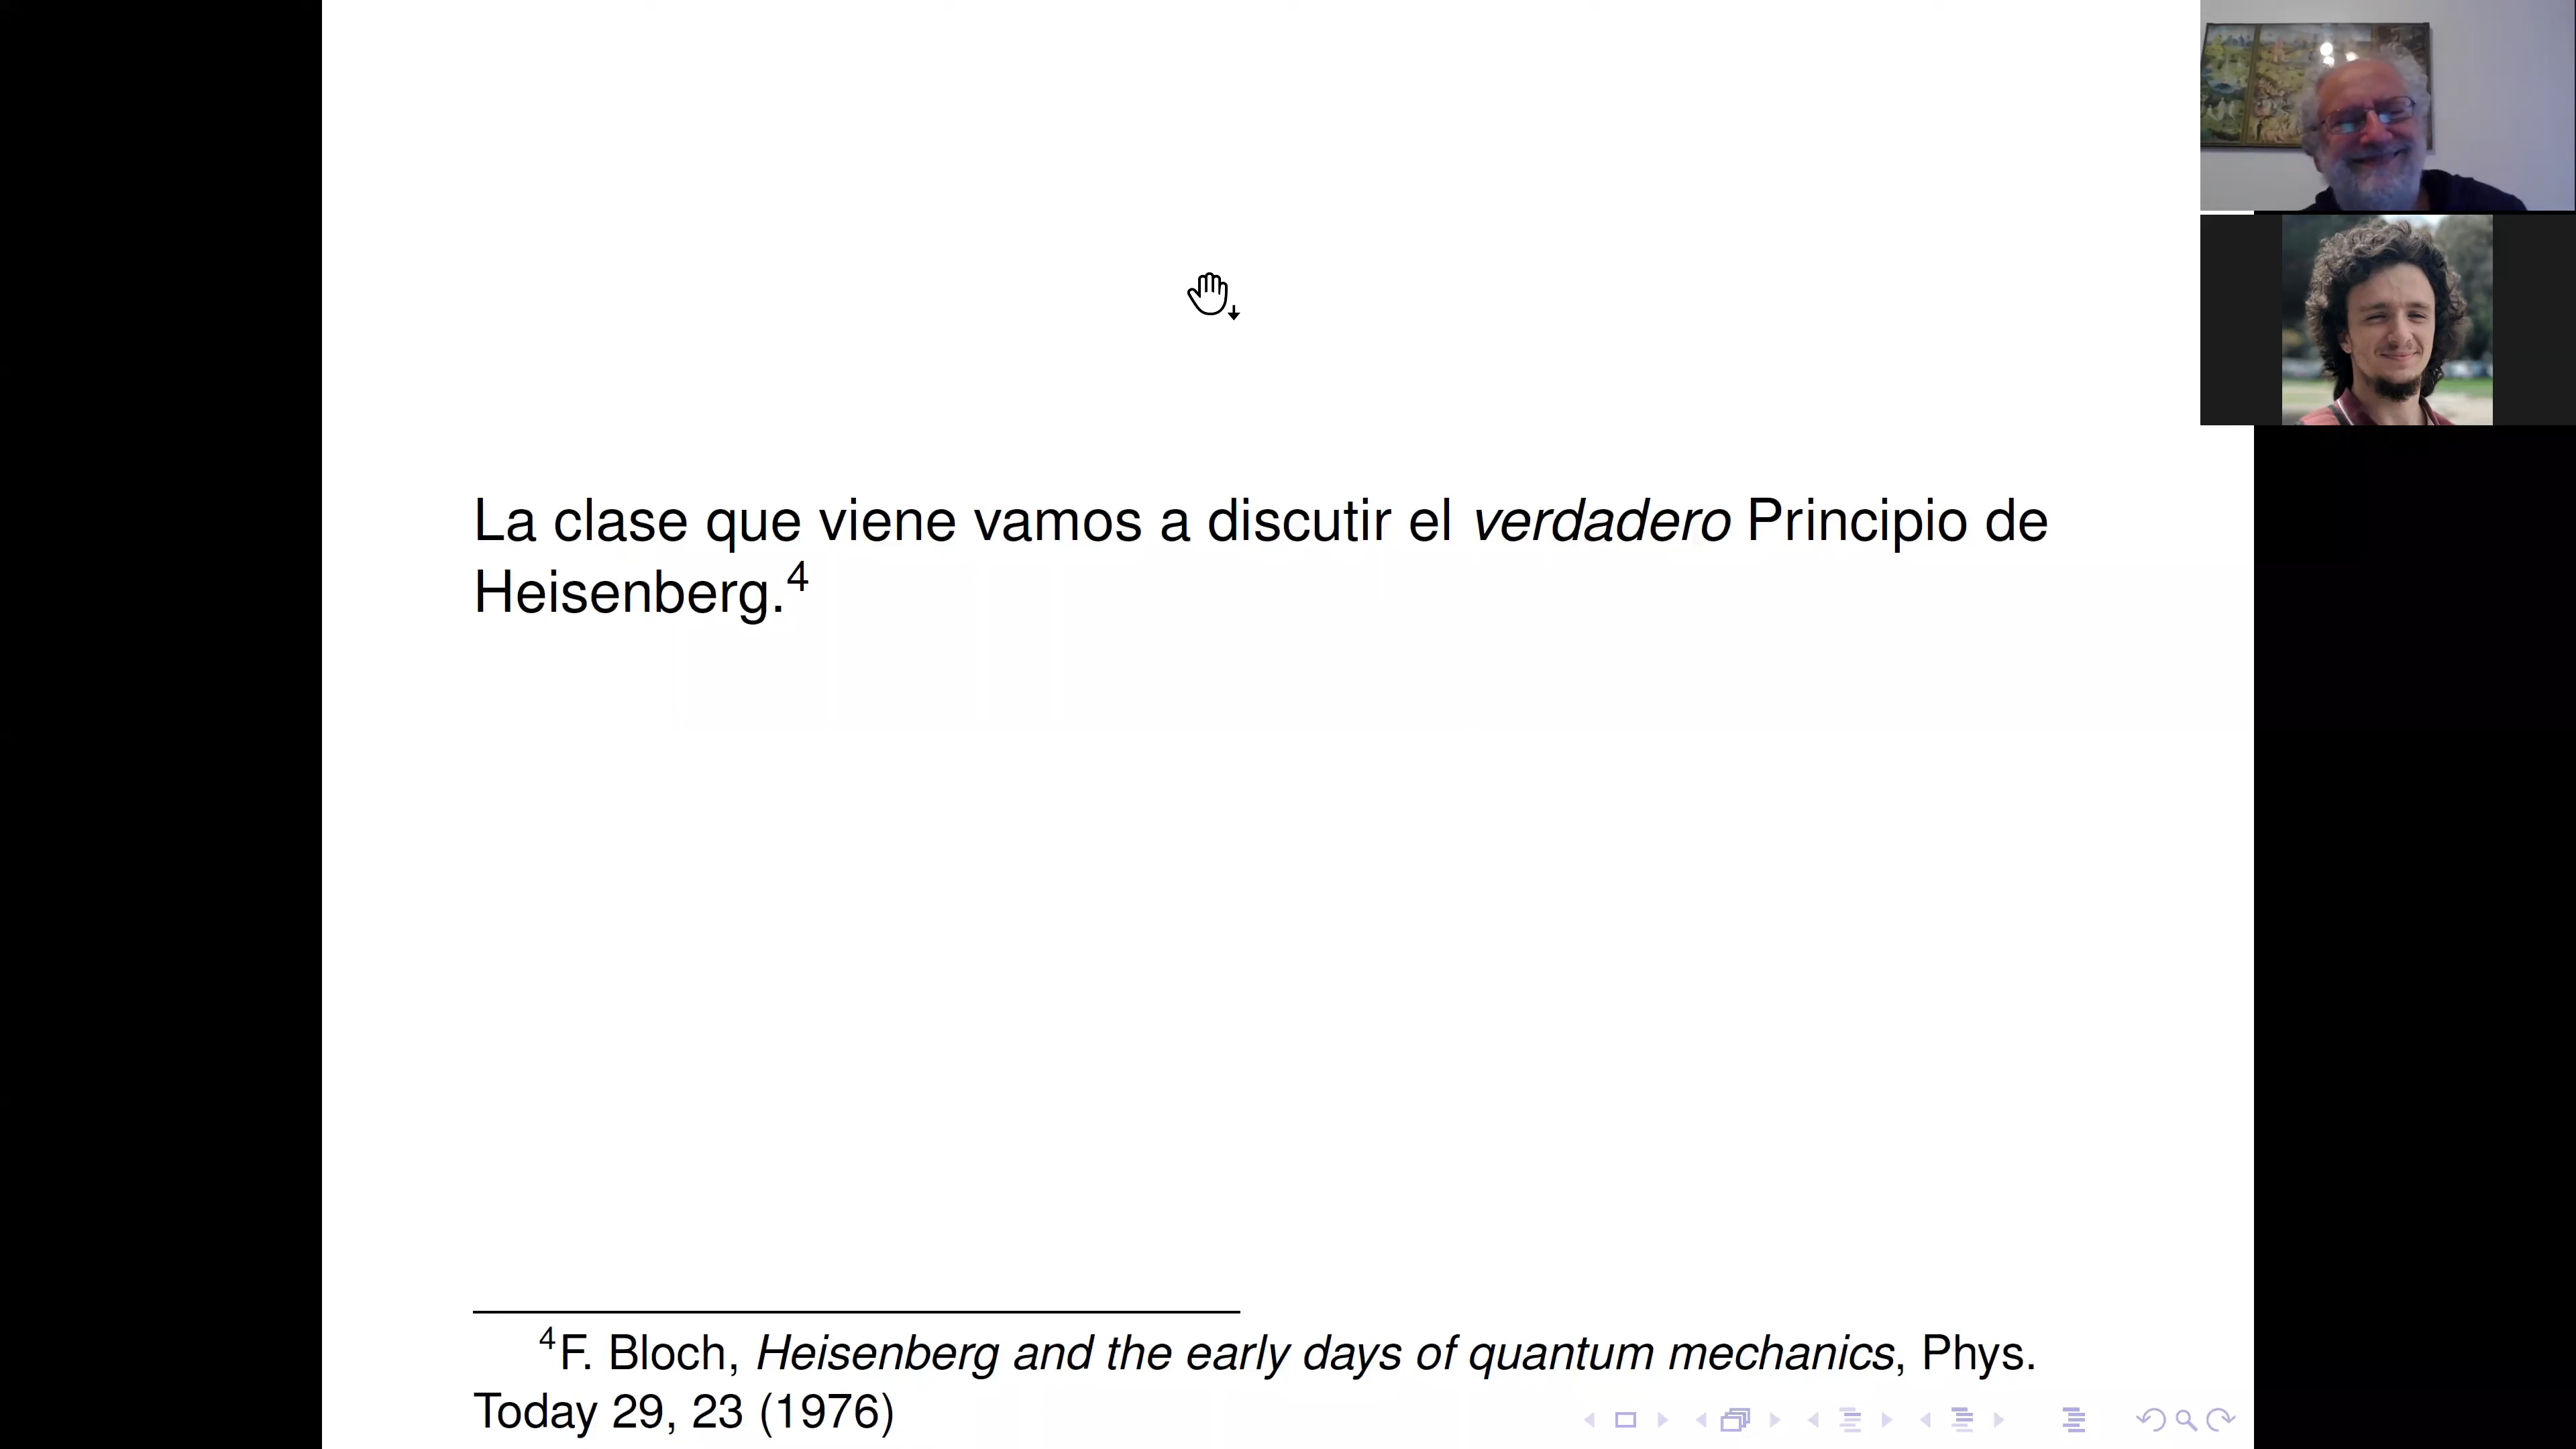 La clase que viene vamos a discutir el verdadero Principio de
Heisenberg.4
4F. Bloch, Heisenberg and the early days of quantum mechanics, Phys.
Today 29, 23 (1976)